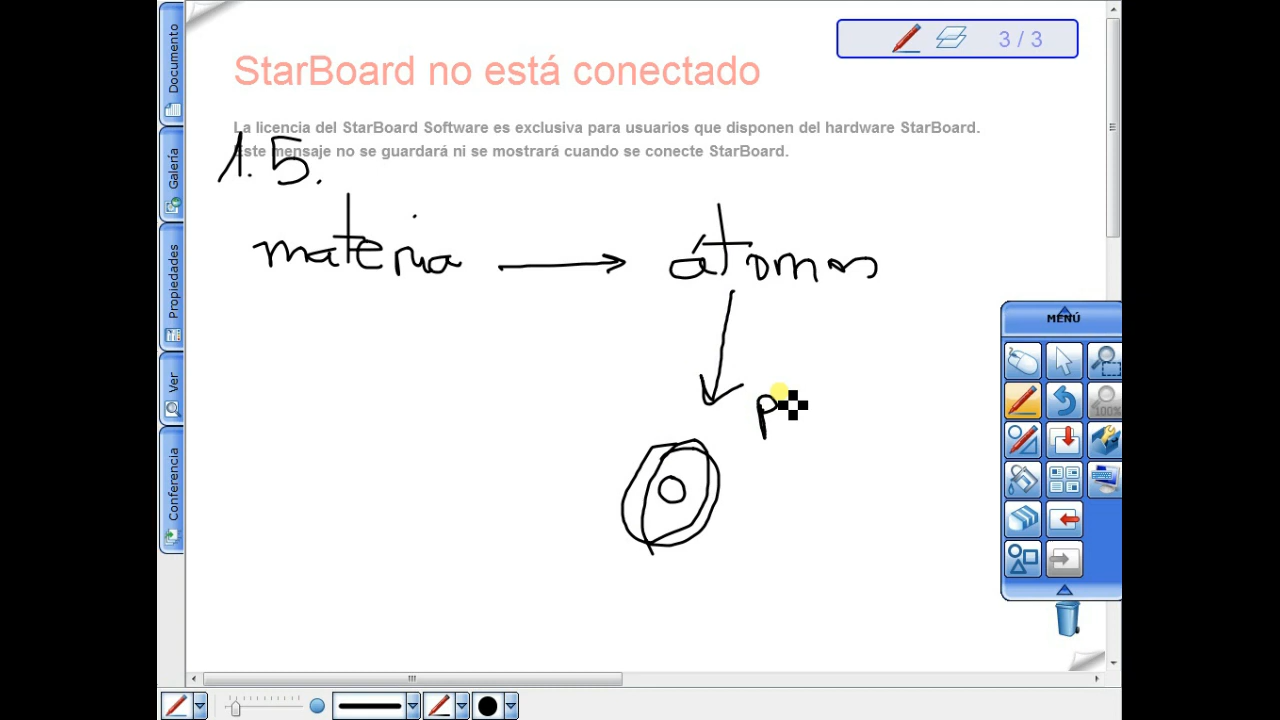 Documento
Galería
Propiedades
Ver
Conferencia
3 / 3
StarBoard no está conectado
La licencia del StarBoard Software es exclusiva para usuarios que disponen del hardware StarBoard.
Este mensaje no se guardará ni se mostrará cuando se conecte StarBoard.
1.5.
materia → átomos
p
MENÚ
100%